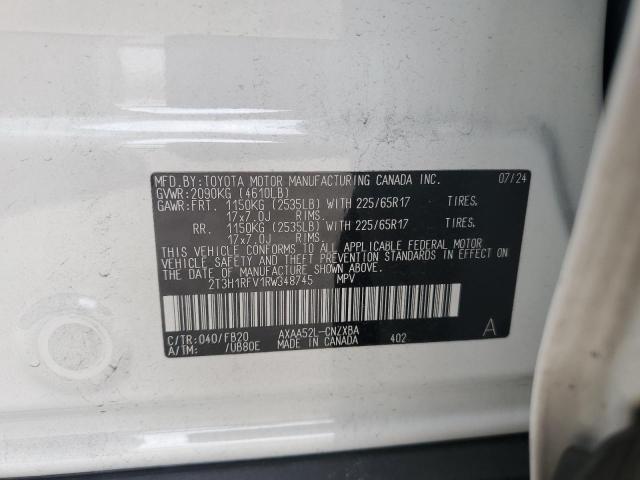 MFD.BY:TOYOTA MOTOR MANUFACTURING CANADA INC. 07/24
GVWR:2090KG (4610LB)
GAWR:FRT. 1150KG (2535LB) WITH 225/65R17 TIRES.
17x7.0J RIMS.
RR. 1150KG (2535LB) WITH 225/65R17 TIRES.
17x7.0J RIMS.
THIS VEHICLE CONFORMS TO ALL APPLICABLE FEDERAL MOTOR
VEHICLE SAFETY AND THEFT PREVENTION STANDARDS IN EFFECT
ON THE DATE OF MANUFACTURE SHOWN ABOVE.
2T3H1RFV1RW348745 MPV
C/TR:040/FB20 AXAA52L-CNZXBA A
A/TM: /UB80E MADE IN CANADA 402